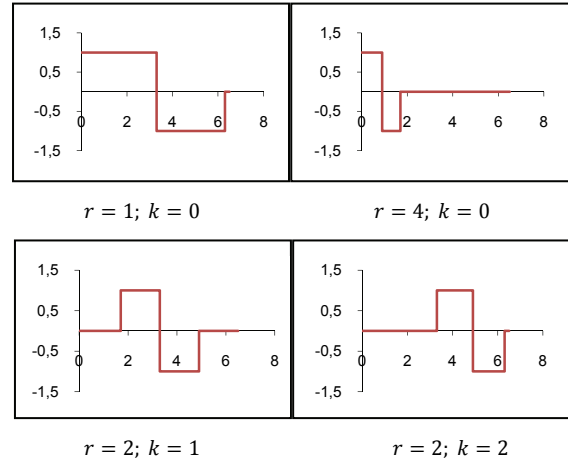 1,5
0,5
-0,5
-1,5
0 2 4 6 8
1,5
0,5
-0,5
-1,5
0 2 4 6 8
r = 1; k = 0
r = 4; k = 0
1,5
0,5
-0,5
-1,5
0 2 4 6 8
1,5
0,5
-0,5
-1,5
0 2 4 6 8
r = 2; k = 1
r = 2; k = 2